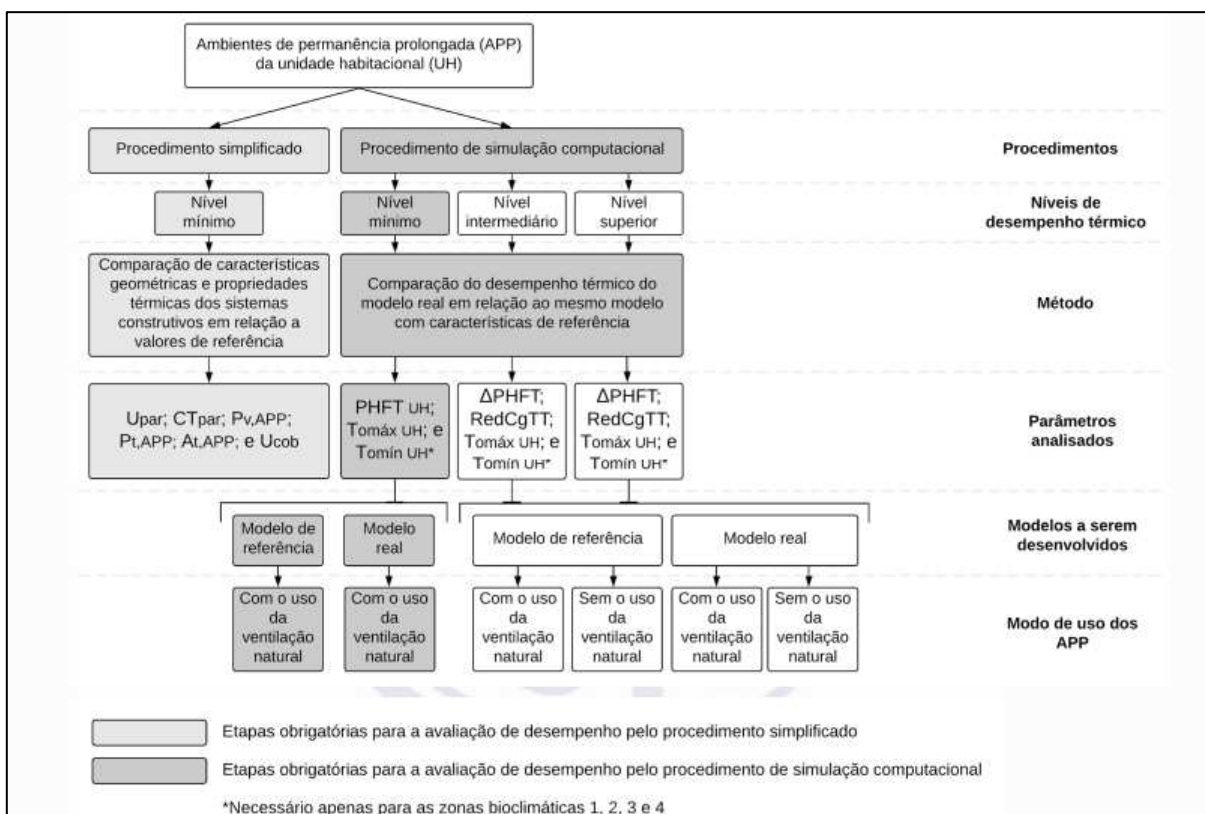 Ambientes de permanência prolongada (APP)
da unidade habitacional (UH)
Procedimento simplificado
Procedimento de simulação computacional
Procedimentos
Nível
mínimo
Nível
mínimo
Nível
intermediário
Nível
superior
Níveis de
desempenho térmico
Comparação de características
geométricas e propriedades
térmicas dos sistemas
construtivos em relação a
valores de referência
Comparação do desempenho térmico do
modelo real em relação ao mesmo modelo
com características de referência
Método
Upar; CTpar; Pv,APP;
Pt,APP; At,APP; e Ucob
PHFT UH;
Tomáx UH; e
Tomín UH*
ΔPHFT;
RedCgTT;
Tomáx UH; e
Tomín UH*
ΔPHFT;
RedCgTT;
Tomáx UH; e
Tomín UH*
Parâmetros
analisados
Modelo de
referência
Modelo
real
Modelo de referência
Modelo real
Modelos a serem
desenvolvidos
Com o uso
da
ventilação
natural
Com o uso
da
ventilação
natural
Com o uso
da
ventilação
natural
Sem o uso
da
ventilação
natural
Com o uso
da
ventilação
natural
Sem o uso
da
ventilação
natural
Modo de uso dos
APP
Etapas obrigatórias para a avaliação de desempenho pelo procedimento simplificado
Etapas obrigatórias para a avaliação de desempenho pelo procedimento de simulação computacional
*Necessário apenas para as zonas bioclimáticas 1, 2, 3 e 4